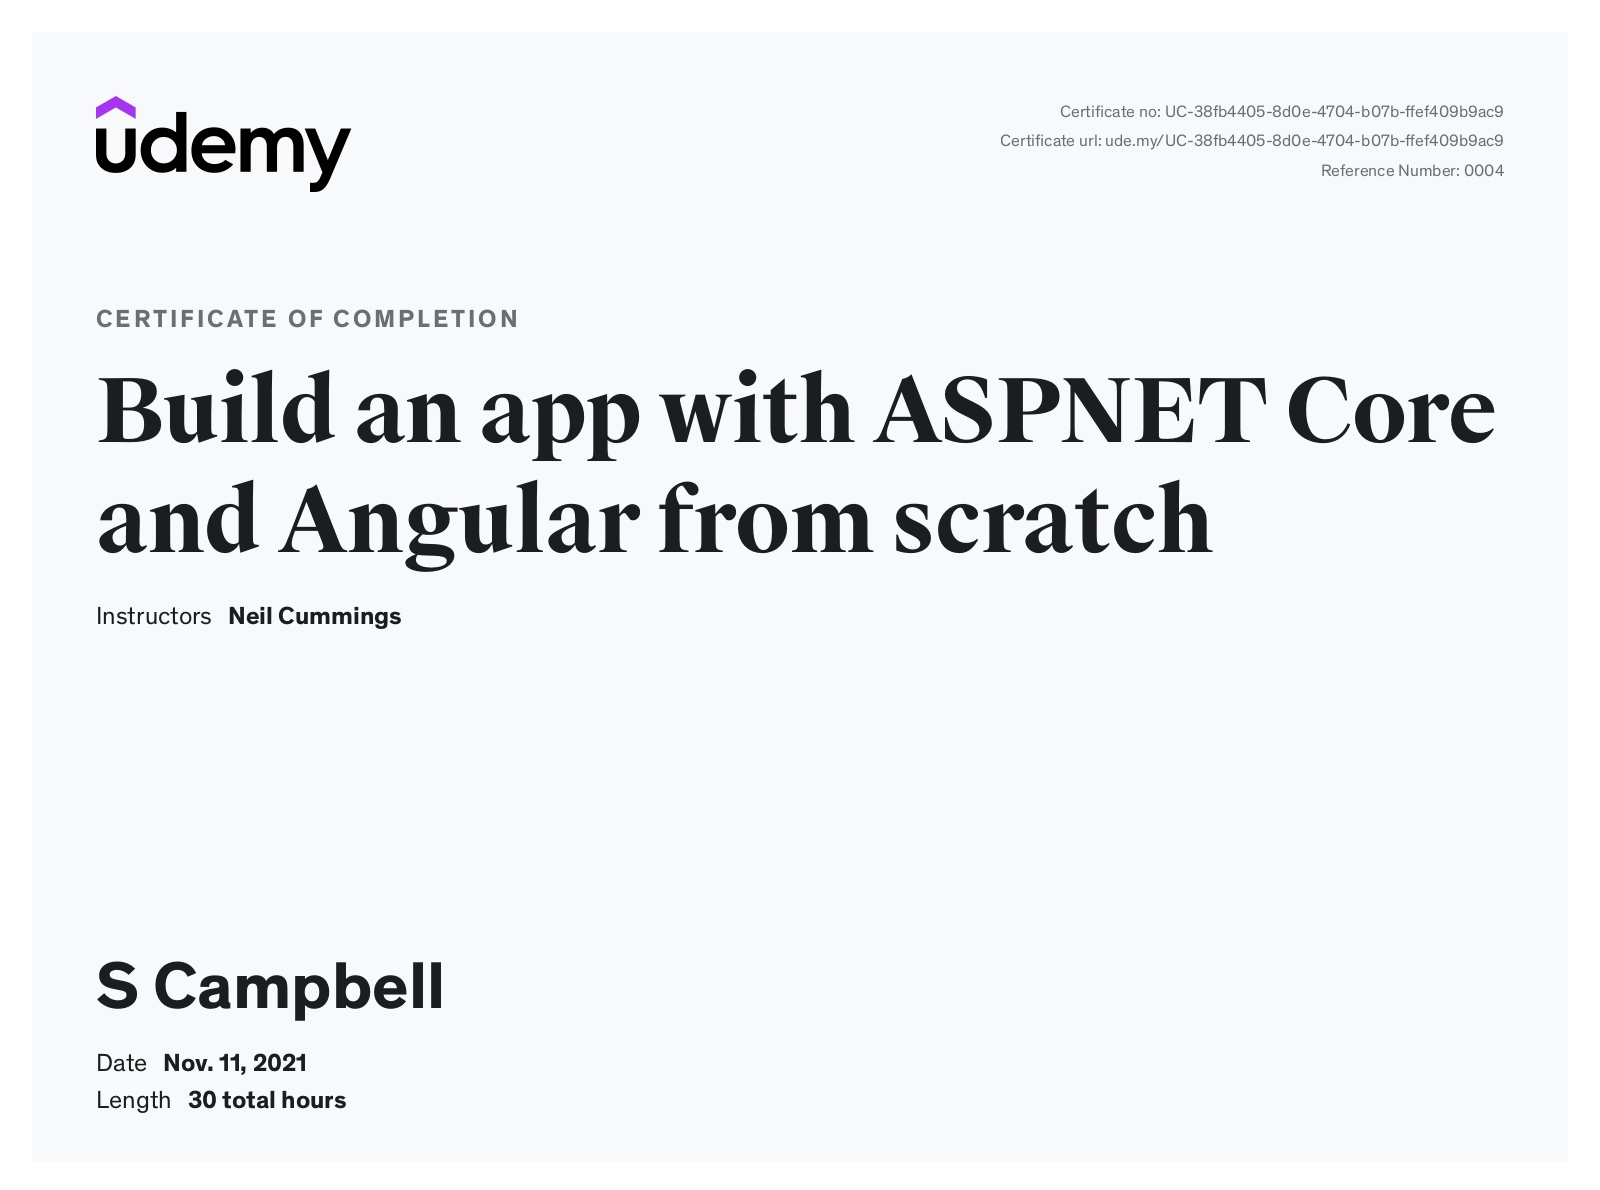 udemy
Certificate no: UC-38fb4405-8d0e-4704-b07b-ffef409b9ac9
Certificate url: ude.my/UC-38fb4405-8d0e-4704-b07b-ffef409b9ac9
Reference Number: 0004
CERTIFICATE OF COMPLETION
Build an app with ASPNET Core
and Angular from scratch
Instructors Neil Cummings
S Campbell
Date Nov. 11, 2021
Length 30 total hours